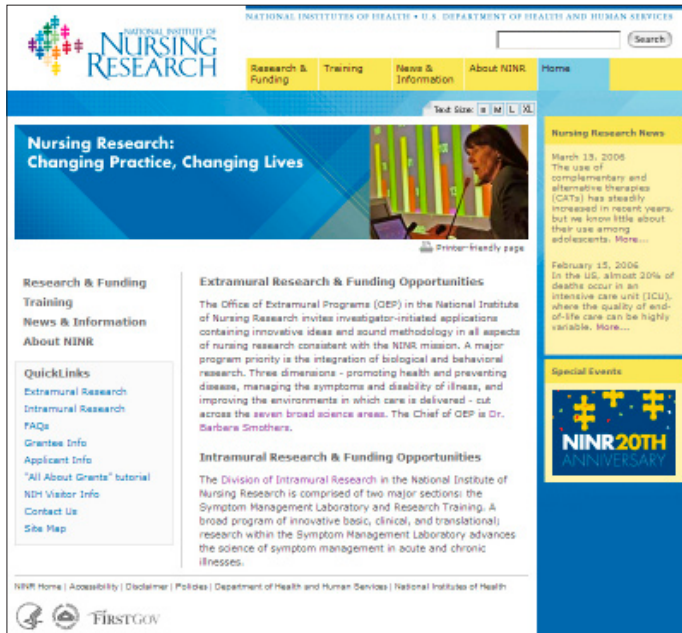 NATIONAL INSTITUTE OF
NURSING
RESEARCH
NATIONAL INSTITUTES OF HEALTH • U.S. DEPARTMENT OF HEALTH AND HUMAN SERVICES
Search
Research &
Funding
Training
News &
Information
About NINR
Home
Text Size: S M L XL
Nursing Research:
Changing Practice, Changing Lives
Printer-friendly page
Research & Funding
Training
News & Information
About NINR
QuickLinks
Extramural Research
Intramural Research
FAQs
Grantee Info
Applicant Info
"All About Grants" tutorial
NIH Visitor Info
Contact Us
Site Map
Extramural Research & Funding Opportunities
The Office of Extramural Programs (OEP) in the National Institute
of Nursing Research invites investigator-initiated applications
containing innovative ideas and sound methodology in all aspects
of nursing research consistent with the NINR mission. A major
program priority is the integration of biological and behavioral
research. Three dimensions - promoting health and preventing
disease, managing the symptoms and disability of illness, and
improving the environments in which care is delivered - cut
across the seven broad science areas. The Chief of OEP is Dr.
Barbara Smothers.
Intramural Research & Funding Opportunities
The Division of Intramural Research in the National Institute of
Nursing Research is comprised of two major sections: the
Symptom Management Laboratory and Research Training. A
broad program of innovative basic, clinical, and translational;
research within the Symptom Management Laboratory advances
the science of symptom management in acute and chronic
illnesses.
Nursing Research News
March 13, 2006
The use of
complementary and
alternative therapies
(CATs) has steadily
increased in recent years,
but we know little about
their use among
adolescents. More...
February 15, 2006
In the US, almost 20% of
deaths occur in an
intensive care unit (ICU),
where the quality of end-
of-life care can be highly
variable. More...
Special Events
NINR 20TH
ANNIVERSARY
NINR Home | Accessibility | Disclaimer | Policies | Department of Health and Human Services | National Institutes of Health
FIRSTGOV